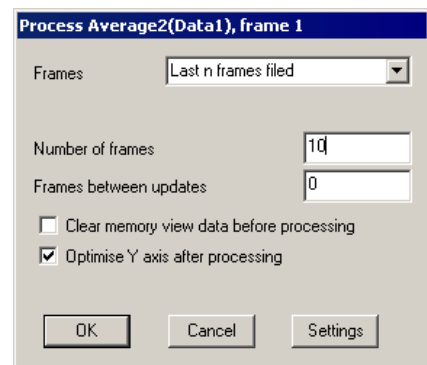 Process Average2(Data1), frame 1
Frames Last n frames filed
Number of frames 10
Frames between updates 0
Clear memory view data before processing
Optimise Y axis after processing
OK Cancel Settings